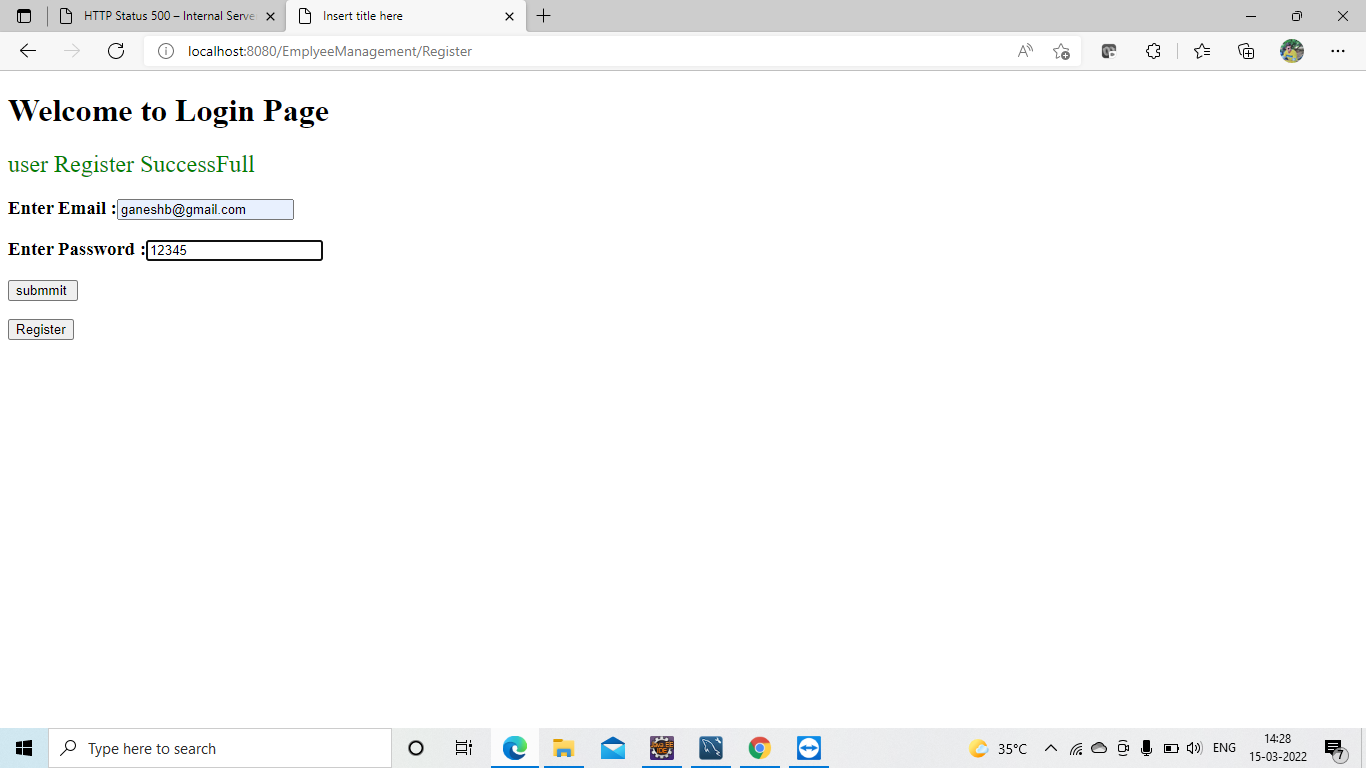 HTTP Status 500 – Internal Serve
Insert title here
localhost:8080/EmplyeeManagement/Register
Welcome to Login Page
user Register SuccessFull
Enter Email :ganeshb@gmail.com
Enter Password :12345
submmit
Register
Type here to search
35°C
ENG
14:28
15-03-2022
7